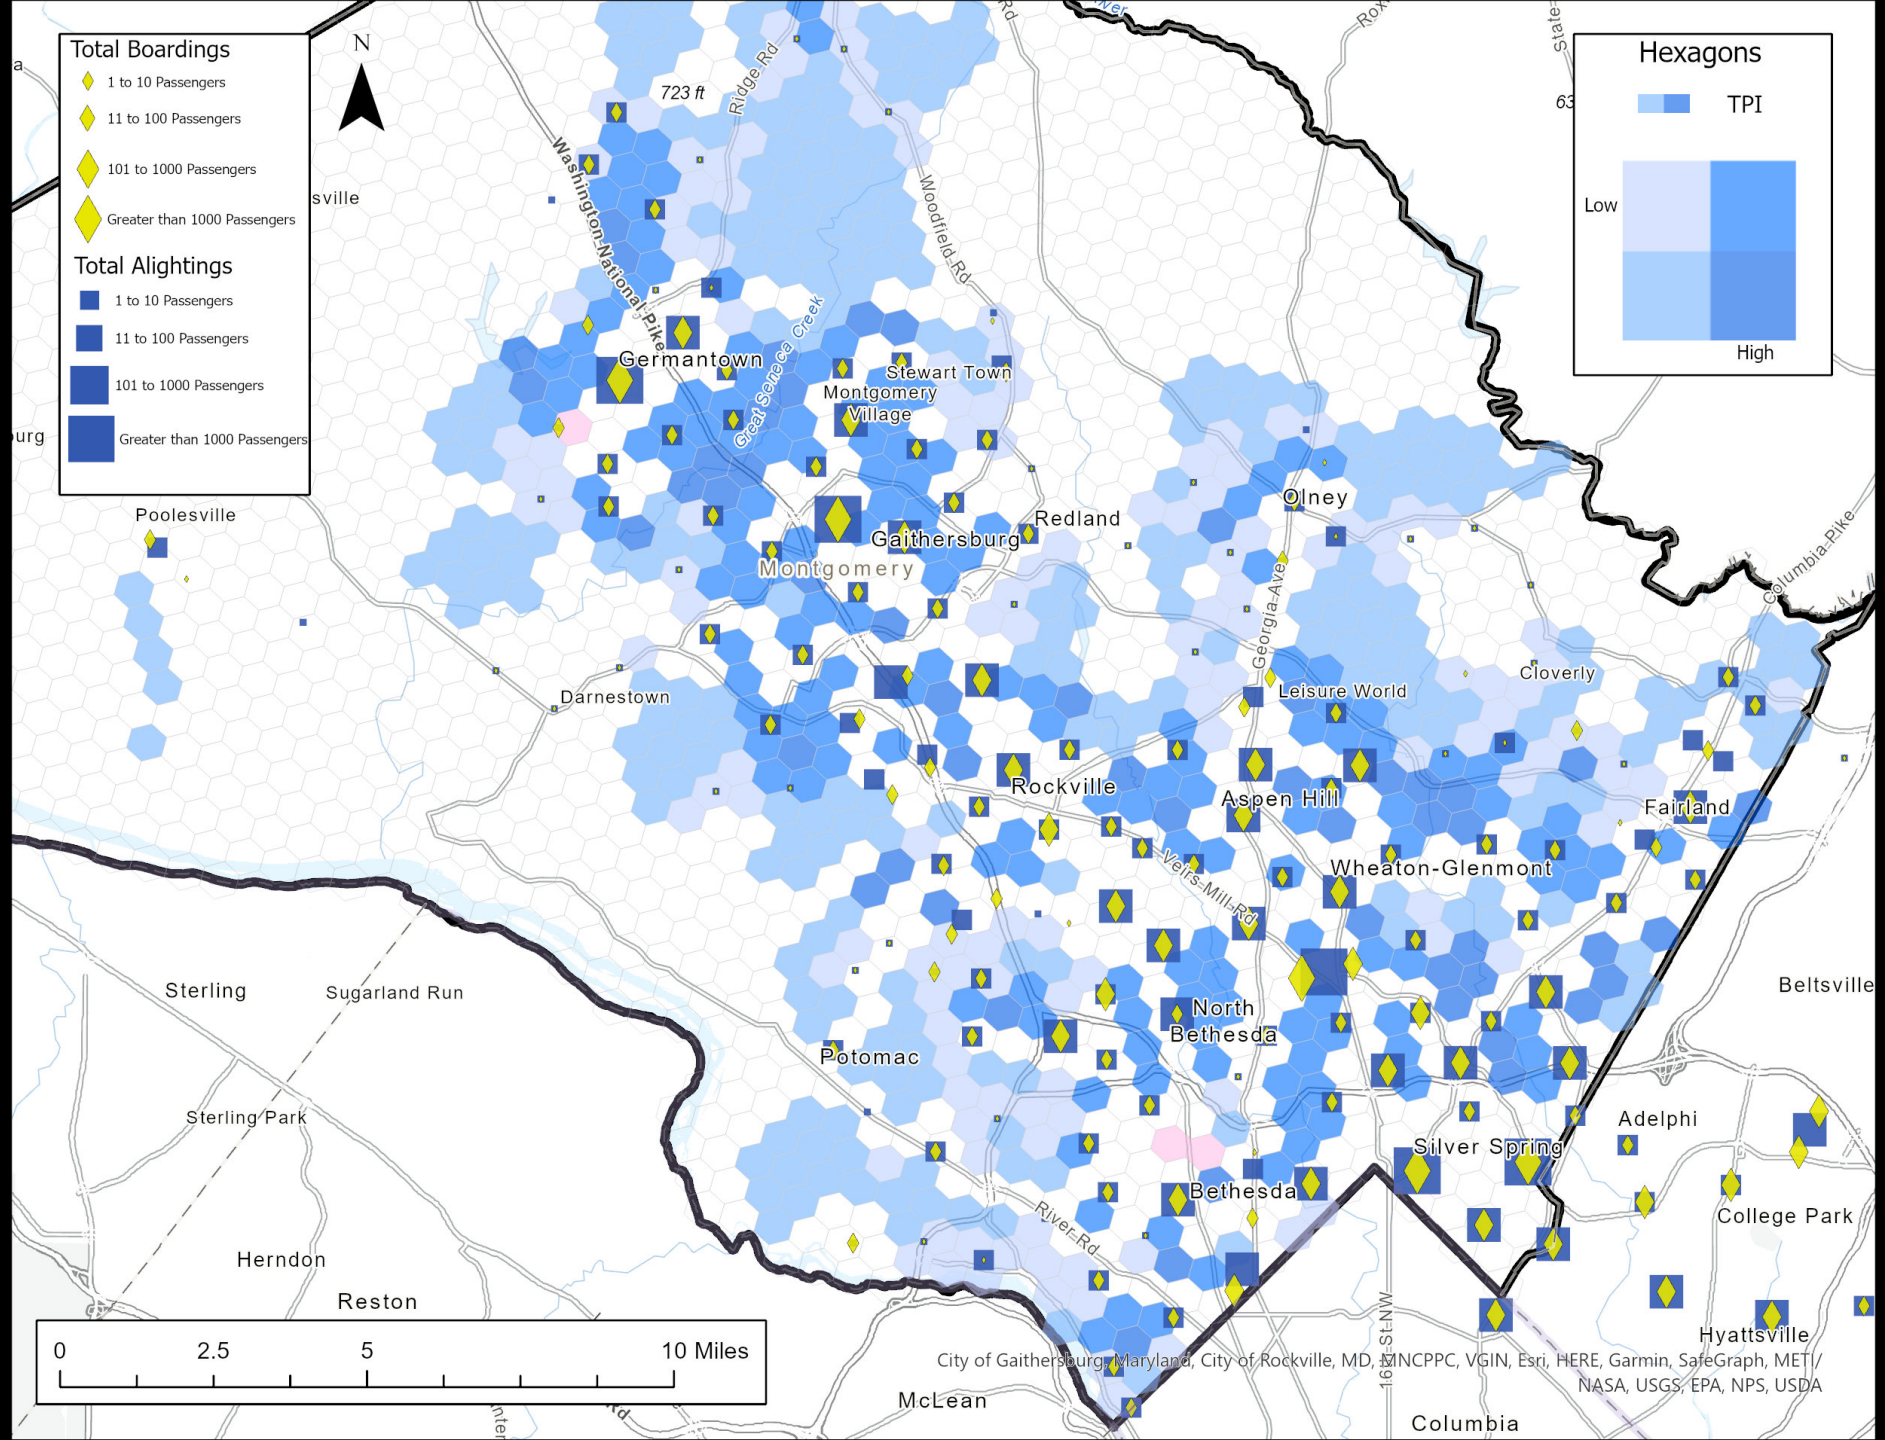 Total Boardings
1 to 10 Passengers
11 to 100 Passengers
101 to 1000 Passengers
Greater than 1000 Passengers
Total Alightings
1 to 10 Passengers
11 to 100 Passengers
101 to 1000 Passengers
Greater than 1000 Passengers
N
Hexagons
TPI
Low
High
723 ft
Ridge Rd
Rd
State
63
a
sville
Washington National Pike
Woodfield Rd
Great Seneca Creek
Germantown
Stewart Town
Montgomery
Village
urg
Poolesville
Olney
Redland
Gaithersburg
Montgomery
Columbia Pike
Georgia Ave
Darnestown
Leisure World
Cloverly
Rockville
Aspen Hill
Fairland
Veirs Mill Rd
Wheaton-Glenmont
Sterling
Sugarland Run
Beltsville
North
Bethesda
Potomac
Sterling Park
Adelphi
Silver Spring
Bethesda
College Park
River Rd
Herndon
Reston
16th St NW
Hyattsville
0 2.5 5 10 Miles
City of Gaithersburg, Maryland, City of Rockville, MD, MNCPPC, VGIN, Esri, HERE, Garmin, SafeGraph, METI/
NASA, USGS, EPA, NPS, USDA
McLean
Rd
Columbia